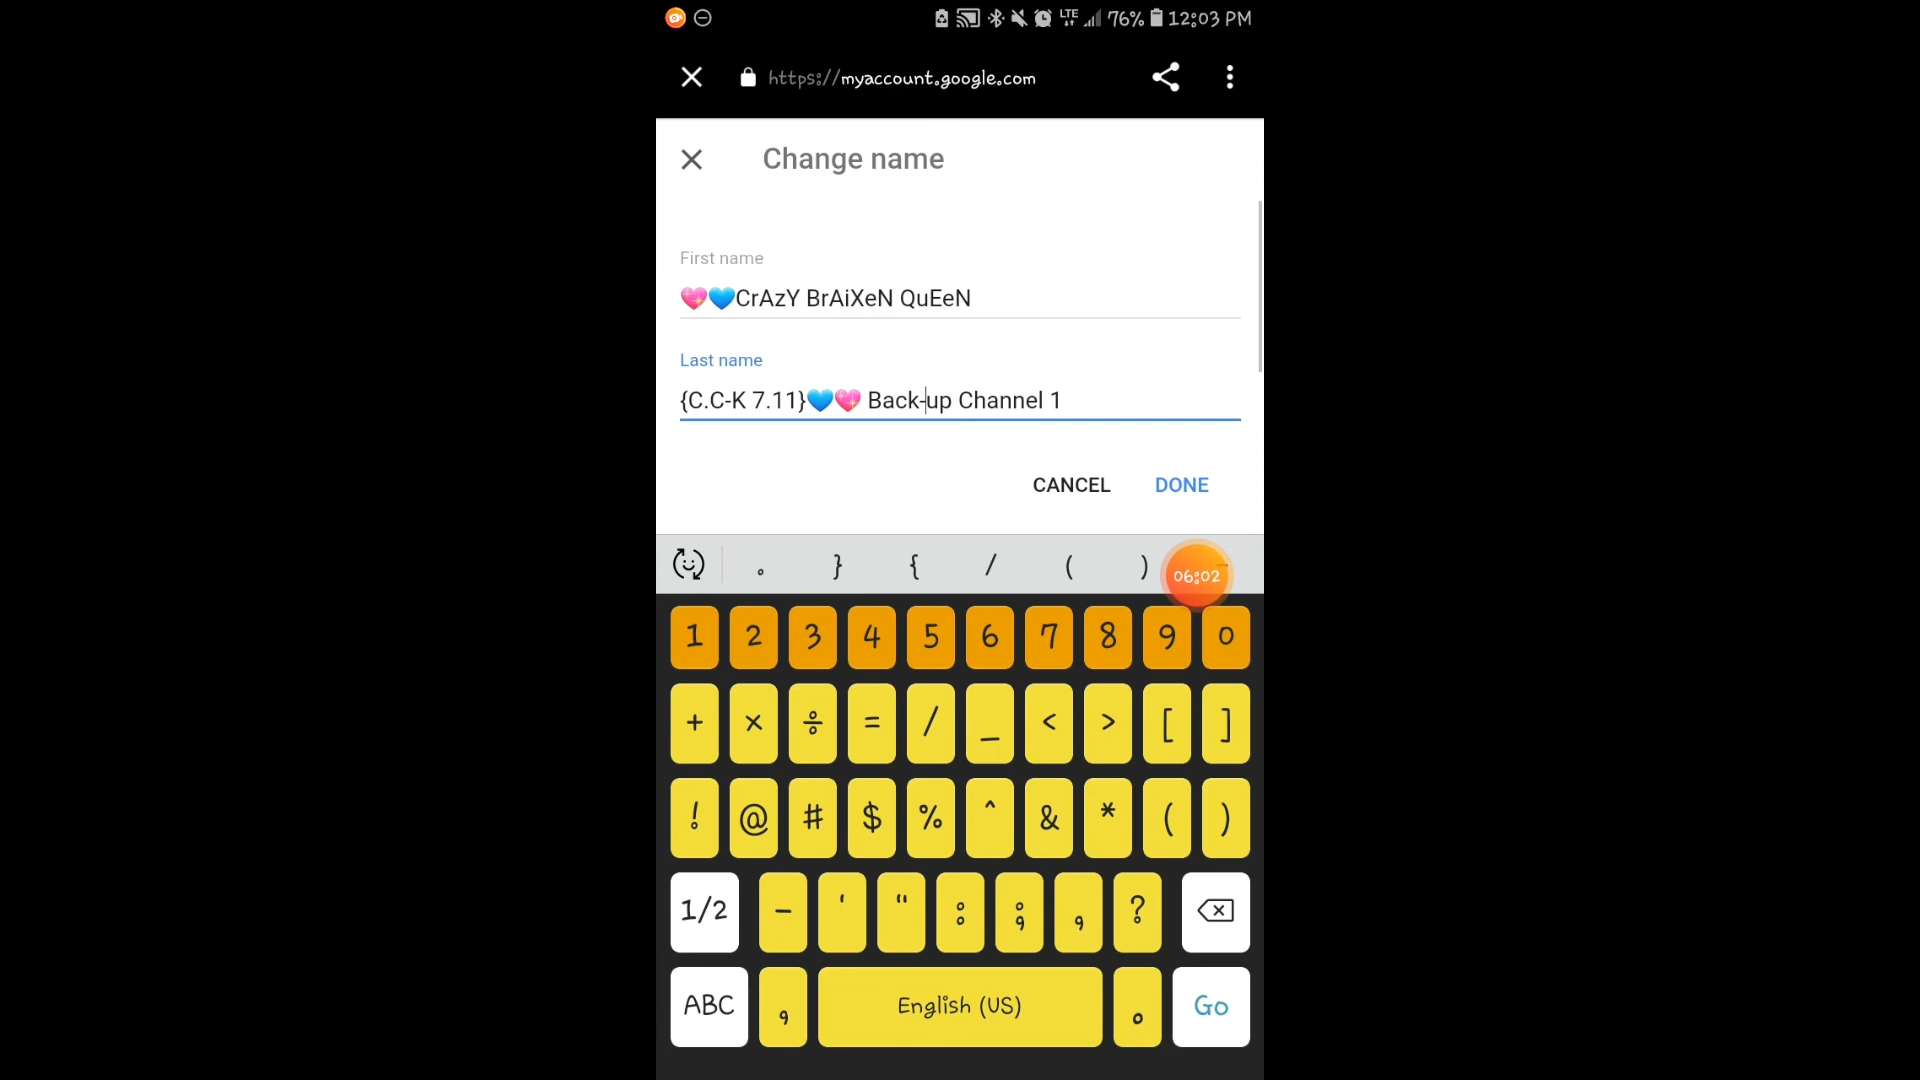 LTE 76% 12:03 PM
https://myaccount.google.com
Change name
First name
💖💙CrAzY BrAiXeN QuEeN
Last name
{C.C-K 7.11}💙💖 Back-up Channel 1
CANCEL DONE
. } { / ( ) -
06:02
1 2 3 4 5 6 7 8 9 0
+ × ÷ = / _ < > [ ]
! @ # $ % ^ & * ( )
1/2 - ' " : ; , ?
ABC , English (US) . Go